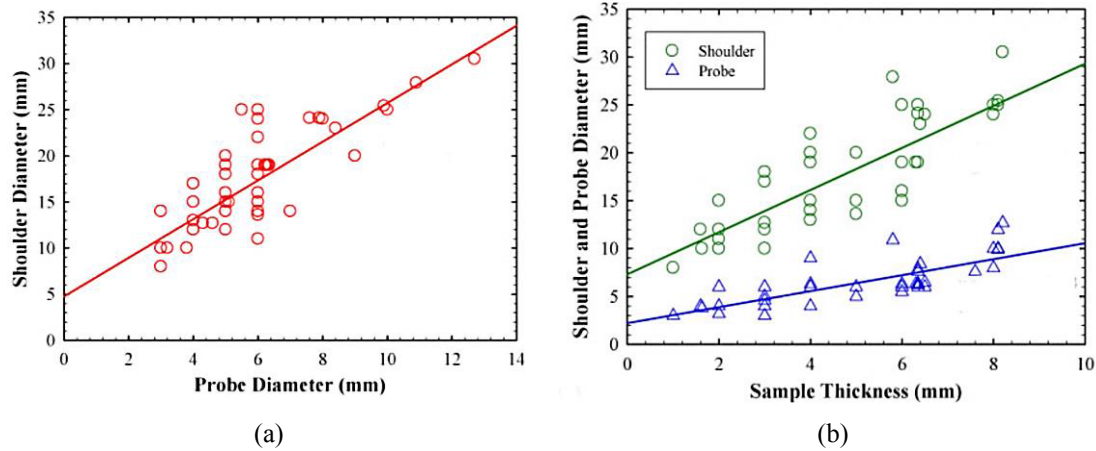 35
30
25
20
15
10
5
0
0 2 4 6 8 10 12 14
Shoulder Diameter (mm)
Probe Diameter (mm)
(a)
35
30
25
20
15
10
5
0
0 2 4 6 8 10
Shoulder and Probe Diameter (mm)
Shoulder
Probe
Sample Thickness (mm)
(b)